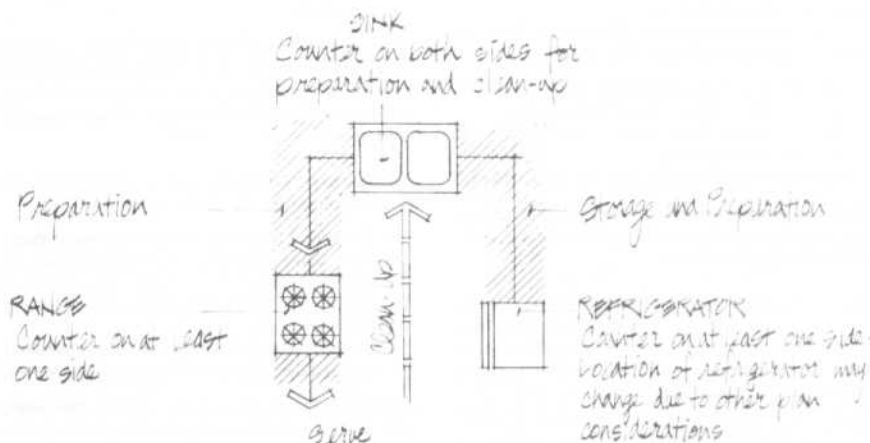 SINK
Counter on both sides for
preparation and clean-up
Preparation
Storage and Preparation
Clean-up
RANGE
Counter on at least
one side
REFRIGERATOR
Counter on at least one side.
Location of refrigerator may
change due to other plan
considerations
Serve